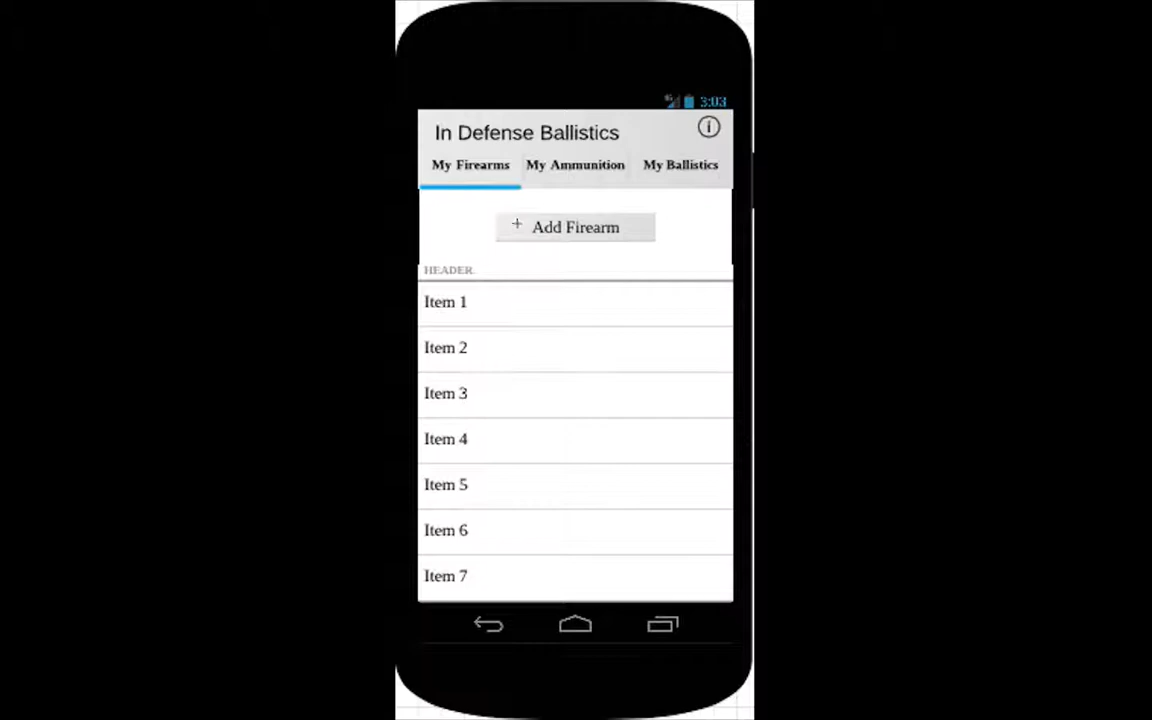 3:03
In Defense Ballistics
My Firearms My Ammunition My Ballistics
+ Add Firearm
HEADER
Item 1
Item 2
Item 3
Item 4
Item 5
Item 6
Item 7